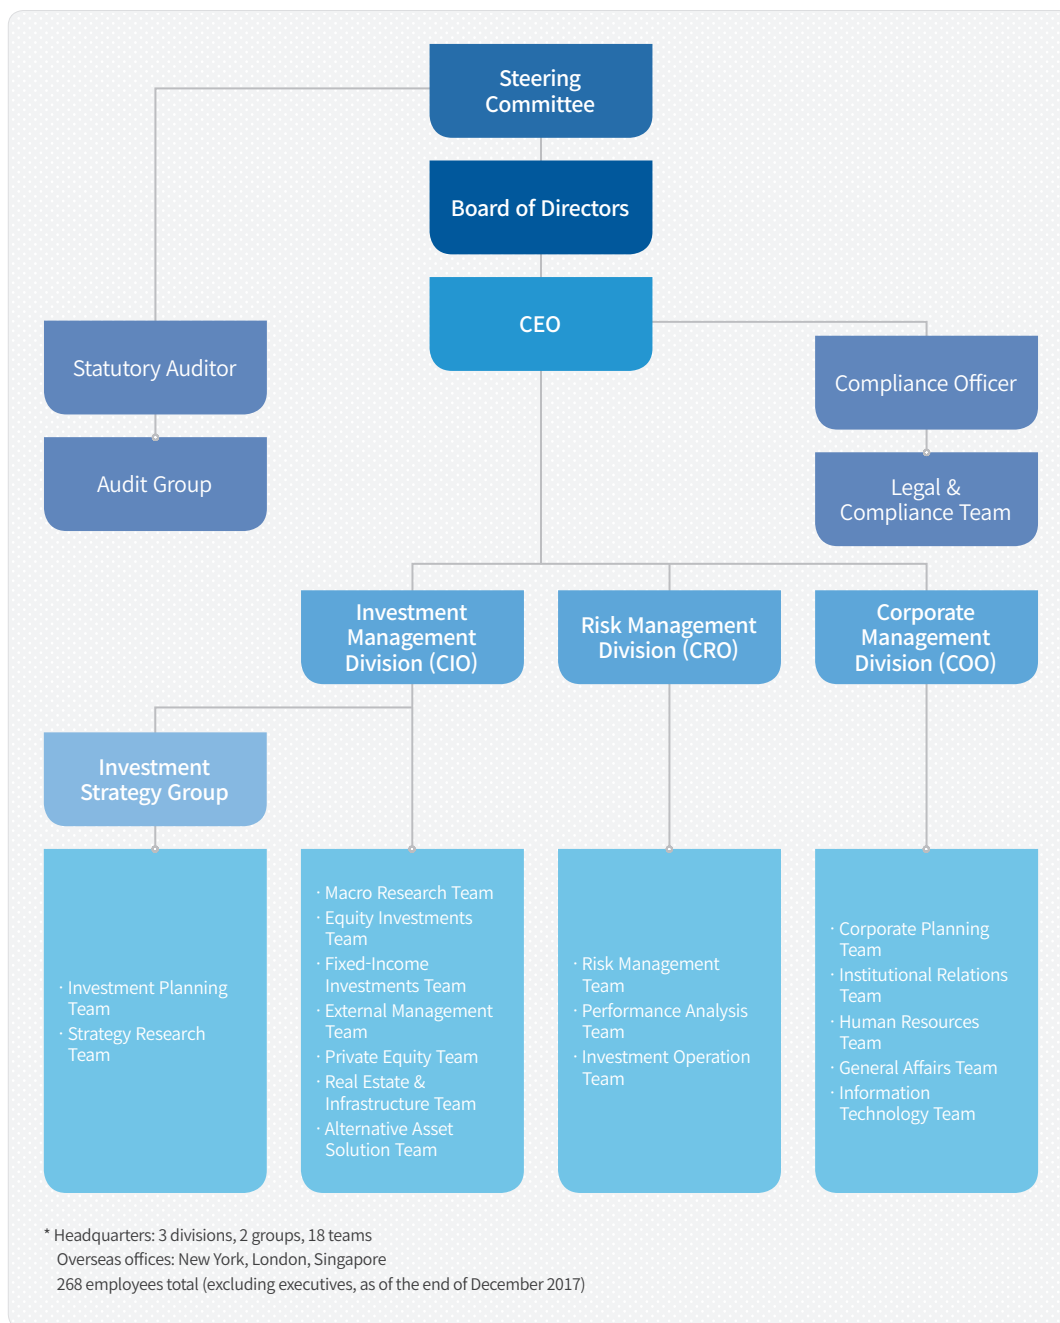 Steering
Committee
Board of Directors
CEO
Statutory Auditor
Compliance Officer
Audit Group
Legal &
Compliance Team
Investment
Management
Division (CIO)
Risk Management
Division (CRO)
Corporate
Management
Division (COO)
Investment
Strategy Group
· Investment Planning
Team
· Strategy Research
Team
· Macro Research Team
· Equity Investments
Team
· Fixed-Income
Investments Team
· External Management
Team
· Private Equity Team
· Real Estate &
Infrastructure Team
· Alternative Asset
Solution Team
· Risk Management
Team
· Performance Analysis
Team
· Investment Operation
Team
· Corporate Planning
Team
· Institutional Relations
Team
· Human Resources
Team
· General Affairs Team
· Information
Technology Team
* Headquarters: 3 divisions, 2 groups, 18 teams
Overseas offices: New York, London, Singapore
268 employees total (excluding executives, as of the end of December 2017)